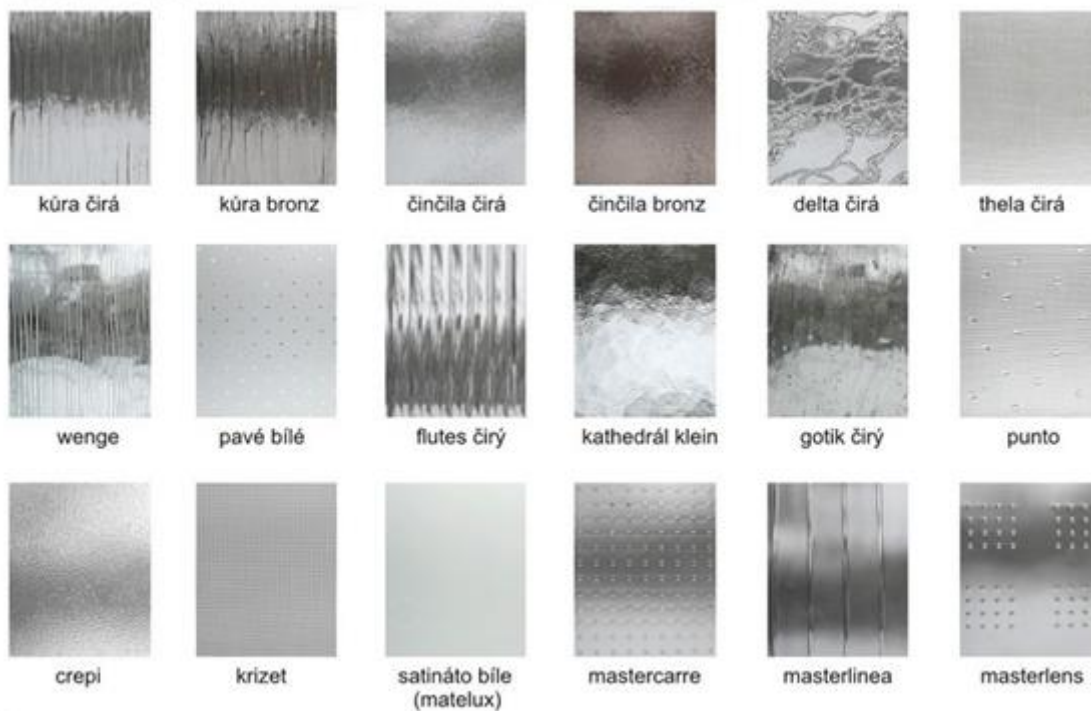 kůra čirá
kůra bronz
činčila čirá
činčila bronz
delta čirá
thela čirá
wenge
pavé bílé
flutes čirý
kathedrál klein
gotik čirý
punto
crepi
krizet
satináto bíle
(matelux)
mastercarre
masterlinea
masterlens